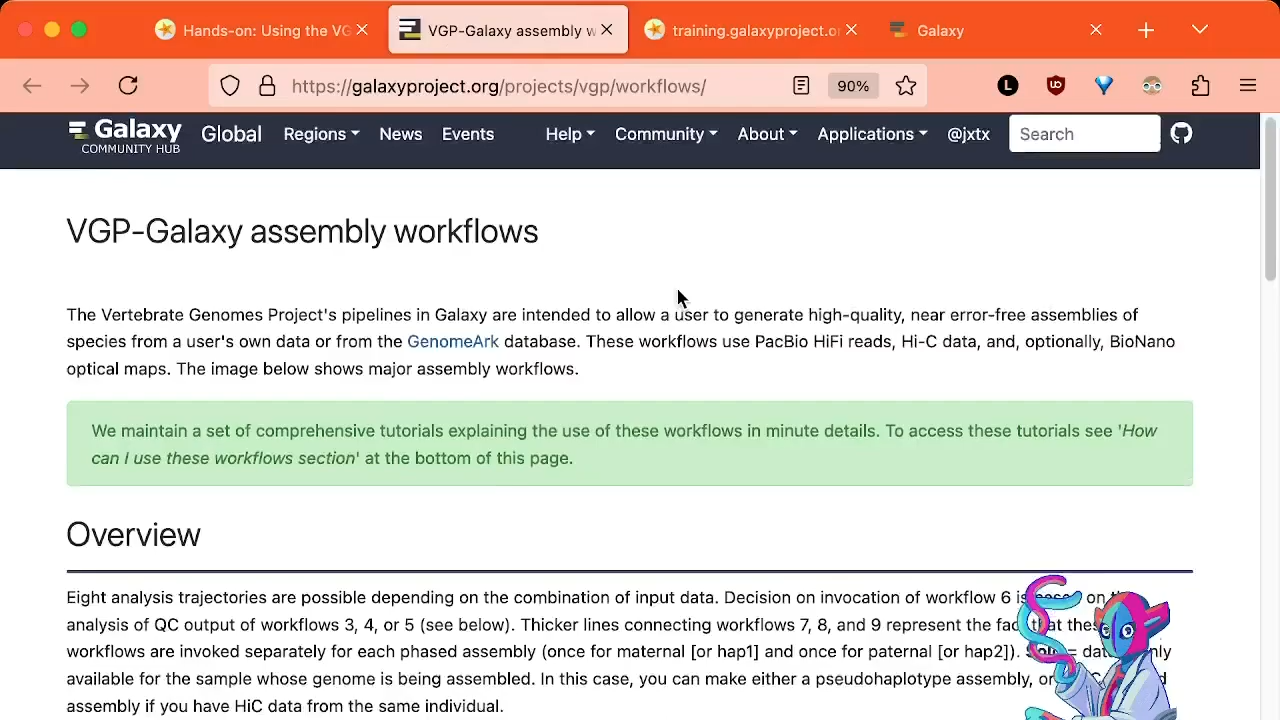 Hands-on: Using the VG
VGP-Galaxy assembly w
training.galaxyproject.or
Galaxy
https://galaxyproject.org/projects/vgp/workflows/
90%
L
Galaxy
COMMUNITY HUB
Global
Regions
News
Events
Help
Community
About
Applications
@jxtx
Search
VGP-Galaxy assembly workflows
The Vertebrate Genomes Project's pipelines in Galaxy are intended to allow a user to generate high-quality, near error-free assemblies of
species from a user's own data or from the GenomeArk database. These workflows use PacBio HiFi reads, Hi-C data, and, optionally, BioNano
optical maps. The image below shows major assembly workflows.
We maintain a set of comprehensive tutorials explaining the use of these workflows in minute details. To access these tutorials see 'How
can I use these workflows section' at the bottom of this page.
Overview
Eight analysis trajectories are possible depending on the combination of input data. Decision on invocation of workflow 6 is
analysis of QC output of workflows 3, 4, or 5 (see below). Thicker lines connecting workflows 7, 8, and 9 represent the fact that
workflows are invoked separately for each phased assembly (once for maternal [or hap1] and once for paternal [or hap2]).
available for the sample whose genome is being assembled. In this case, you can make either a pseudohaplotype assembly, or
assembly if you have HiC data from the same individual.